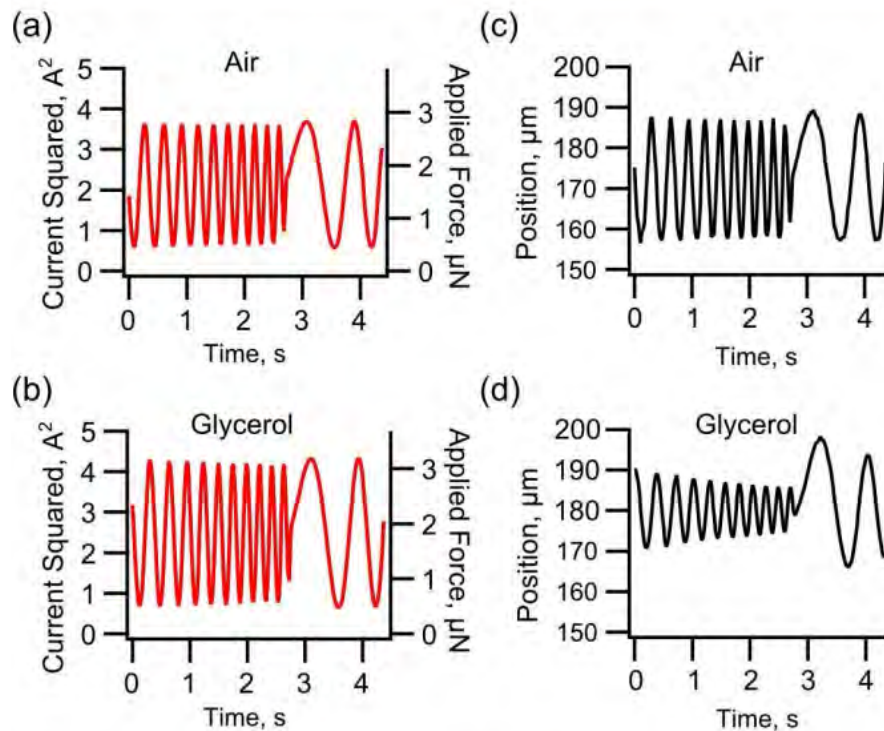 (a)
Air
Current Squared, A²
5
4
3
2
1
0
Applied Force, µN
3
2
1
0
0 1 2 3 4
Time, s
(c)
Air
Position, µm
200
190
180
170
160
150
0 1 2 3 4
Time, s
(b)
Glycerol
Current Squared, A²
5
4
3
2
1
0
Applied Force, µN
3
2
1
0
0 1 2 3 4
Time, s
(d)
Glycerol
Position, µm
200
190
180
170
160
150
0 1 2 3 4
Time, s